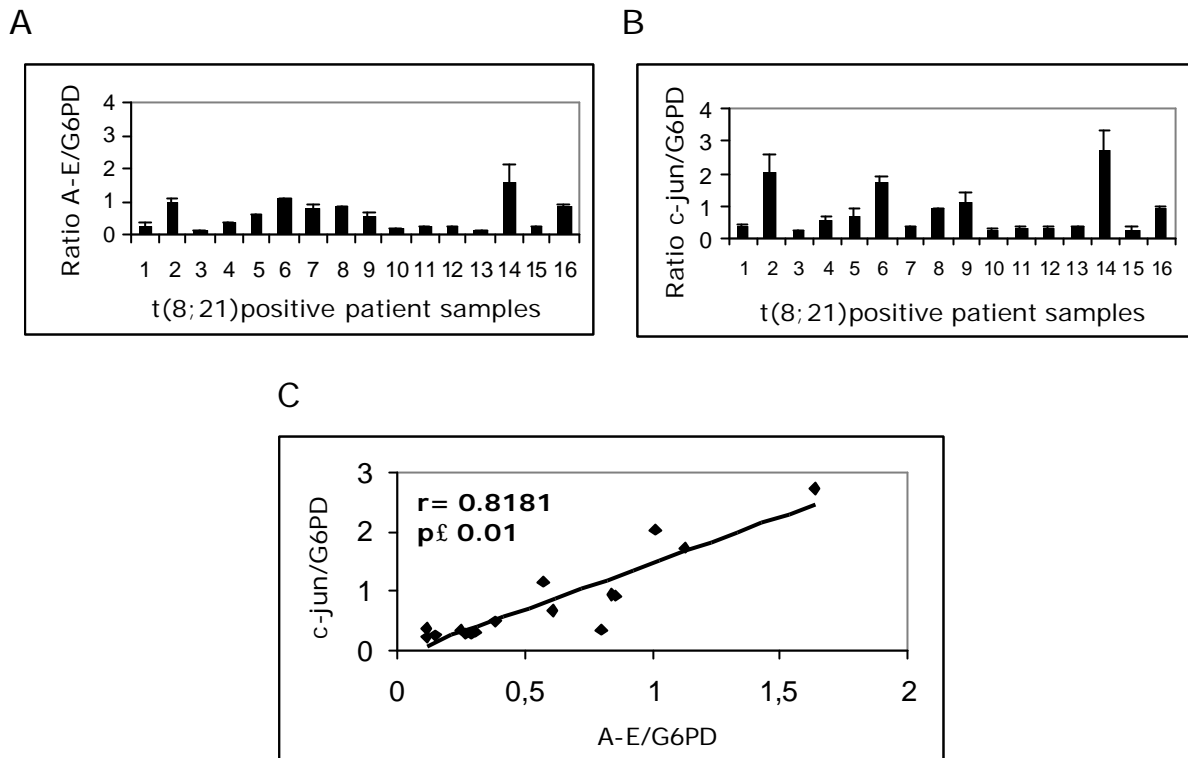 A
B
Ratio A-E/G6PD
4
3
2
1
0
1 2 3 4 5 6 7 8 9 10 11 12 13 14 15 16
t(8;21)positive patient samples
Ratio c-jun/G6PD
4
3
2
1
0
1 2 3 4 5 6 7 8 9 10 11 12 13 14 15 16
t(8;21)positive patient samples
C
c-jun/G6PD
3
2
1
0
r= 0.8181
p£ 0.01
0 0,5 1 1,5 2
A-E/G6PD